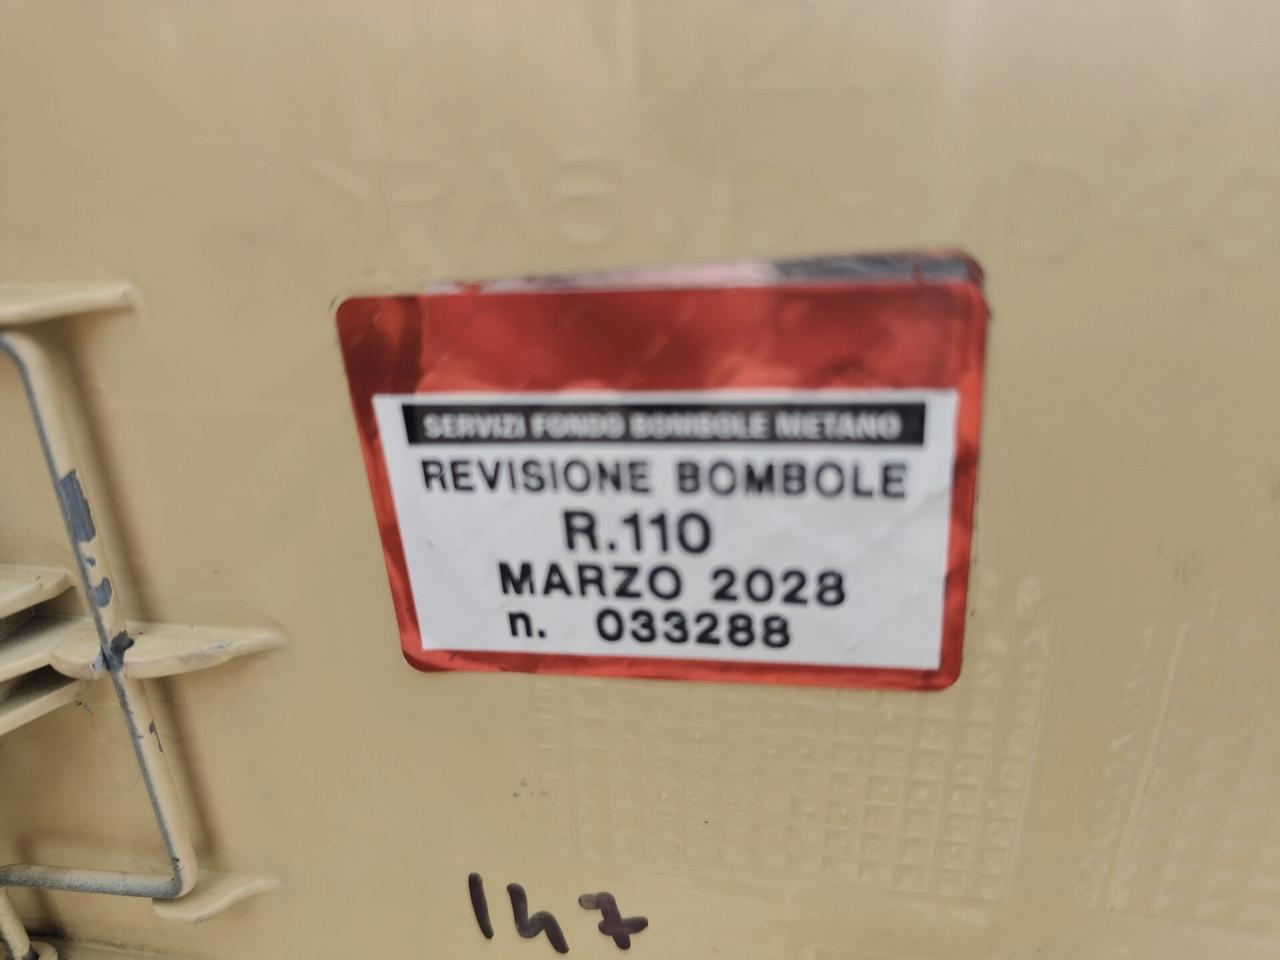 SERVIZI FONDO BOMBOLE METANO
REVISIONE BOMBOLE
R.110
MARZO 2028
n. 033288
147